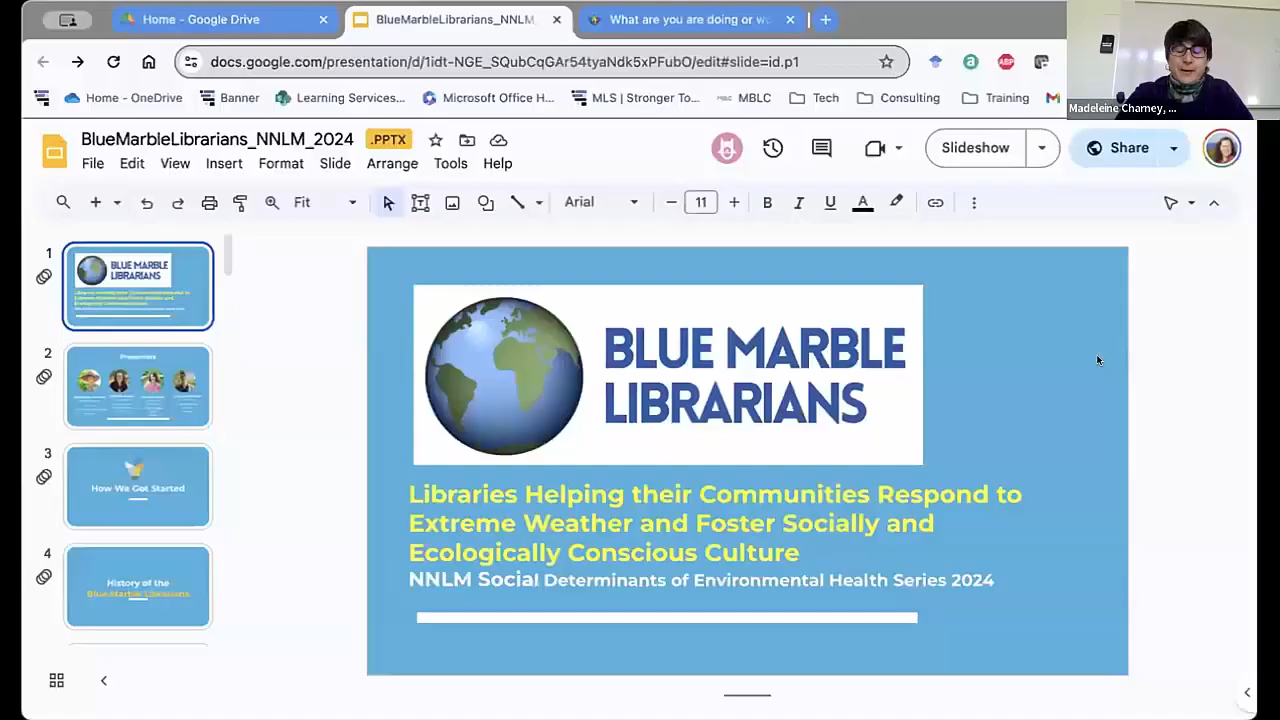 Home - Google Drive
BlueMarbleLibrarians_NNLM_
What are you are doing or wo
docs.google.com/presentation/d/1idt-NGE_SQubCqGAr54tyaNdk5xPFubO/edit#slide=id.p1
ABP
Home - OneDrive
Banner
Learning Services...
Microsoft Office H...
MLS | Stronger To...
MBLC
MBLC
Tech
Consulting
Training
Madeleine Charney, ...
BlueMarbleLibrarians_NNLM_2024
.PPTX
File Edit View Insert Format Slide Arrange Tools Help
Slideshow
Share
Fit
Arial
11
B I U A
1
BLUE MARBLE
LIBRARIANS
2
Presenters
3
How We Got Started
4
History of the
Blue Marble Librarians
BLUE MARBLE
LIBRARIANS
Libraries Helping their Communities Respond to
Extreme Weather and Foster Socially and
Ecologically Conscious Culture
NNLM Social Determinants of Environmental Health Series 2024